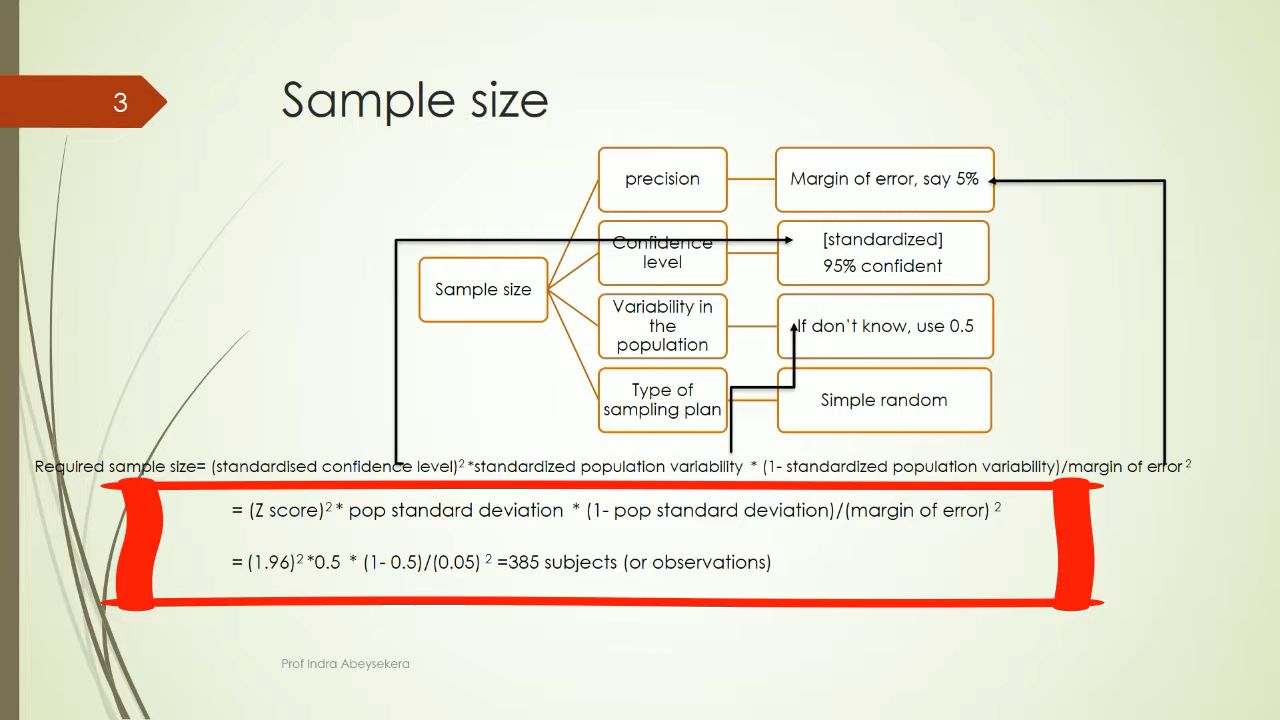 3
Sample size
precision
Margin of error, say 5%
Confidence
level
[standardized]
95% confident
Sample size
Variability in
the
population
If don't know, use 0.5
Type of
sampling plan
Simple random
Required sample size= (standardised confidence level)² *standardized population variability * (1- standardized population variability)/margin of error ²
= (Z score)² * pop standard deviation * (1- pop standard deviation)/(margin of error) ²
= (1.96)² *0.5 * (1- 0.5)/(0.05) ² =385 subjects (or observations)
Prof Indra Abeysekera